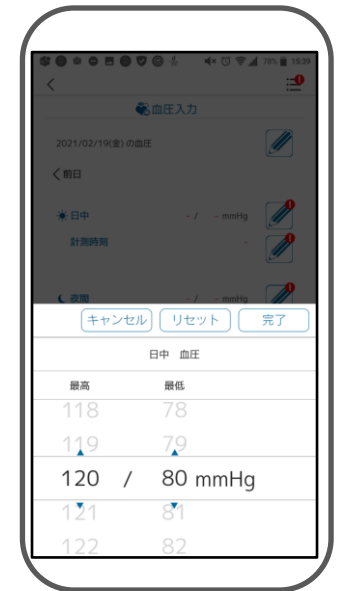 78% 15:39
血圧入力
2021/02/19(金) の血圧
く前日
日中 - / - mmHg
計測時刻 -
夜間 - / - mmHg
キャンセル リセット 完了
日中 血圧
最高 最低
118 78
119 79
120 / 80 mmHg
121 81
122 82